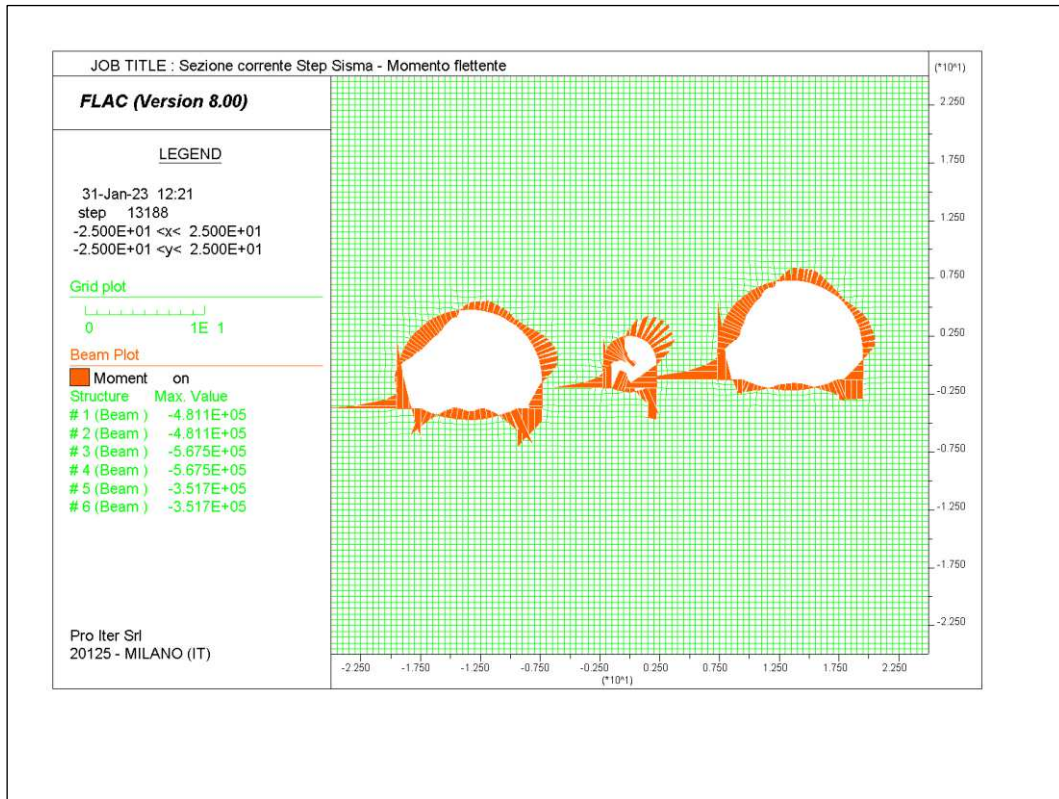 JOB TITLE : Sezione corrente Step Sisma - Momento flettente
(*10^1)
FLAC (Version 8.00)
LEGEND
31-Jan-23 12:21
step 13188
-2.500E+01 <x< 2.500E+01
-2.500E+01 <y< 2.500E+01
Grid plot
0 1E 1
Beam Plot
Moment on
Structure Max. Value
# 1 (Beam ) -4.811E+05
# 2 (Beam ) -4.811E+05
# 3 (Beam ) -5.675E+05
# 4 (Beam ) -5.675E+05
# 5 (Beam ) -3.517E+05
# 6 (Beam ) -3.517E+05
Pro Iter Srl
20125 - MILANO (IT)
2.250
1.750
1.250
0.750
0.250
-0.250
-0.750
-1.250
-1.750
-2.250
-2.250 -1.750 -1.250 -0.750 -0.250 0.250 0.750 1.250 1.750 2.250
(*10^1)